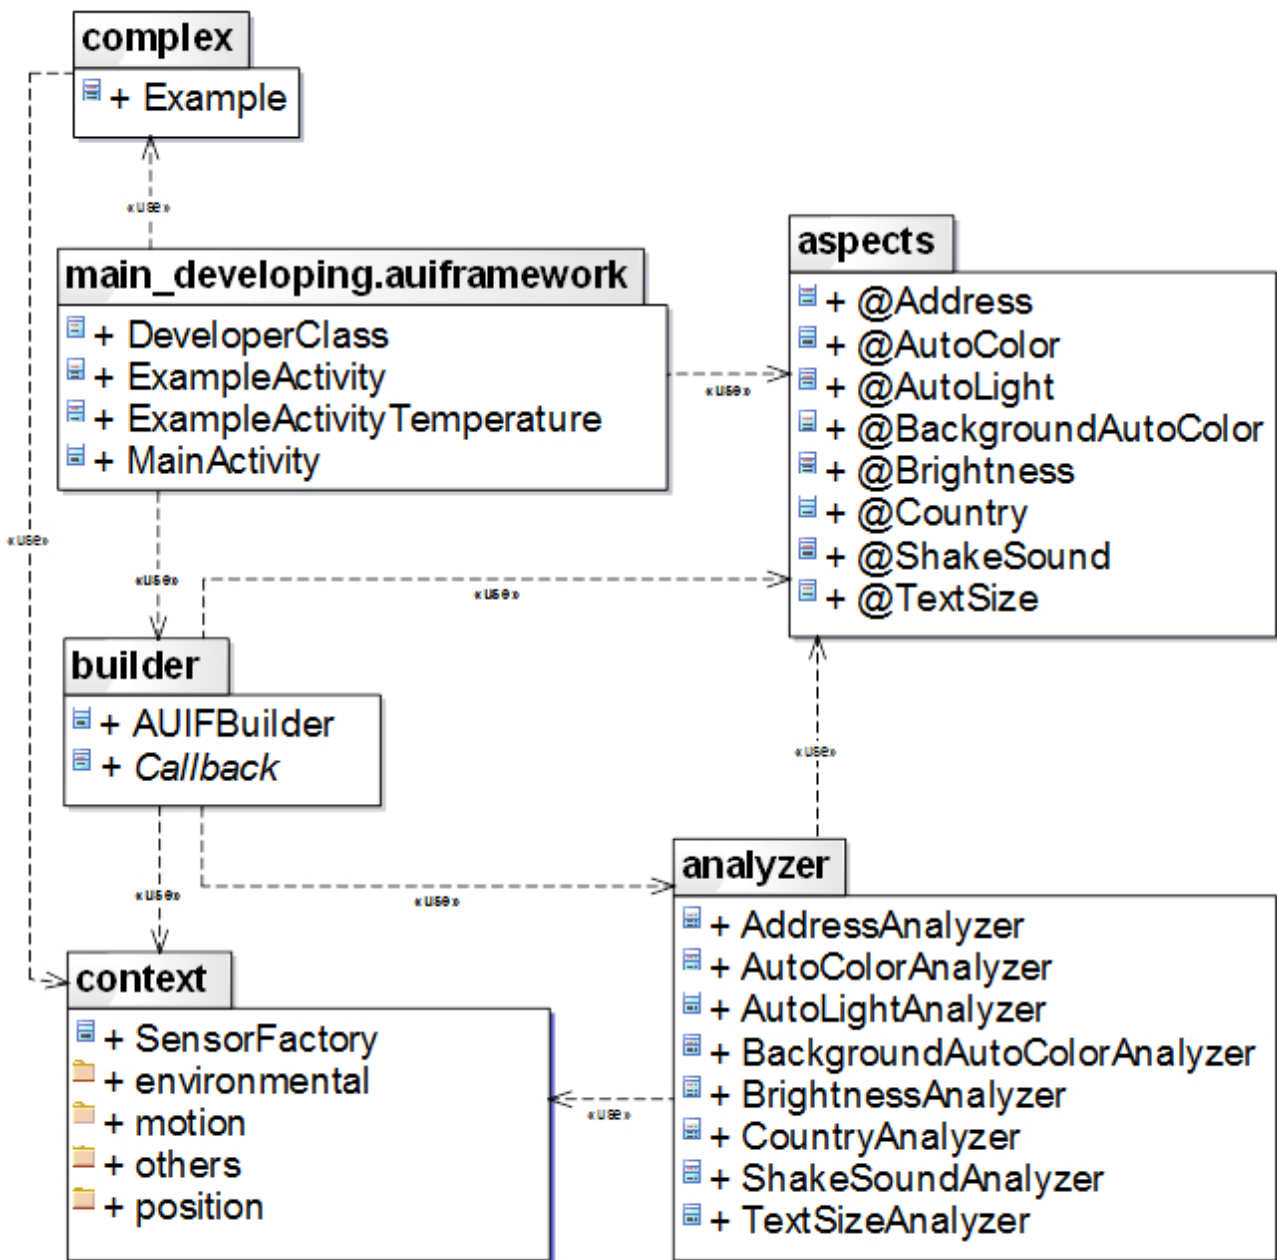 complex
+ Example
«use»
main_developing.auiframework
+ DeveloperClass
+ ExampleActivity
+ ExampleActivityTemperature
+ MainActivity
«use»
aspects
+ @Address
+ @AutoColor
+ @AutoLight
+ @BackgroundAutoColor
+ @Brightness
+ @Country
+ @ShakeSound
+ @TextSize
«use»
«use»
«use»
builder
+ AUIFBuilder
+ Callback
«use»
«use»
«use»
context
+ SensorFactory
+ environmental
+ motion
+ others
+ position
«use»
analyzer
+ AddressAnalyzer
+ AutoColorAnalyzer
+ AutoLightAnalyzer
+ BackgroundAutoColorAnalyzer
+ BrightnessAnalyzer
+ CountryAnalyzer
+ ShakeSoundAnalyzer
+ TextSizeAnalyzer